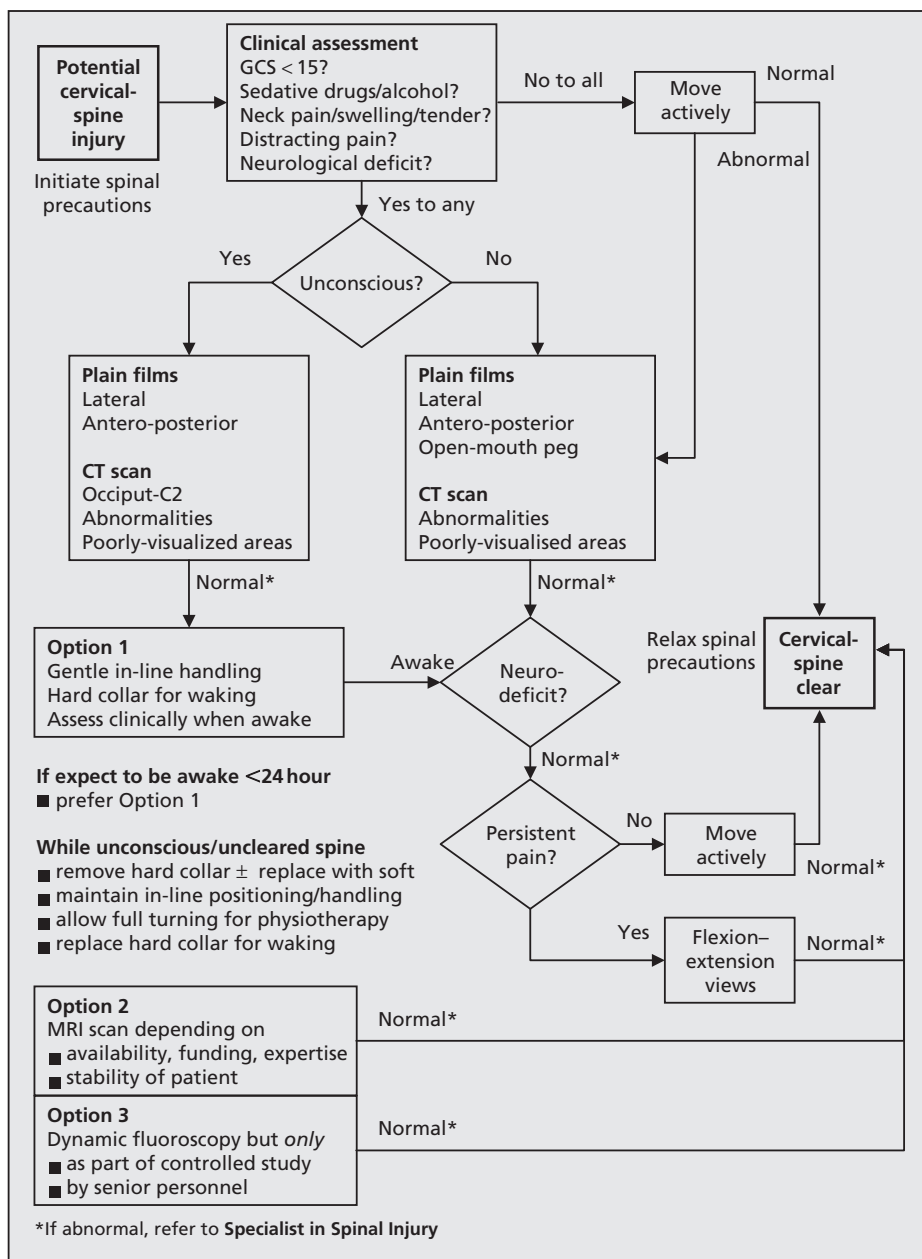 Potential
cervical-
spine
injury
Initiate spinal
precautions
Clinical assessment
GCS < 15?
Sedative drugs/alcohol?
Neck pain/swelling/tender?
Distracting pain?
Neurological deficit?
No to all
Move
actively
Normal
Abnormal
Yes to any
Yes
Unconscious?
No
Plain films
Lateral
Antero-posterior
CT scan
Occiput-C2
Abnormalities
Poorly-visualized areas
Plain films
Lateral
Antero-posterior
Open-mouth peg
CT scan
Abnormalities
Poorly-visualised areas
Normal*
Normal*
Option 1
Gentle in-line handling
Hard collar for waking
Assess clinically when awake
Awake
Neuro-
deficit?
Relax spinal
precautions
Cervical-
spine
clear
Normal*
If expect to be awake <24 hour
■ prefer Option 1
While unconscious/uncleared spine
■ remove hard collar ± replace with soft
■ maintain in-line positioning/handling
■ allow full turning for physiotherapy
■ replace hard collar for waking
Persistent
pain?
No
Move
actively
Normal*
Yes
Flexion–
extension
views
Normal*
Option 2
MRI scan depending on
■ availability, funding, expertise
■ stability of patient
Normal*
Option 3
Dynamic fluoroscopy but only
■ as part of controlled study
■ by senior personnel
Normal*
*If abnormal, refer to Specialist in Spinal Injury